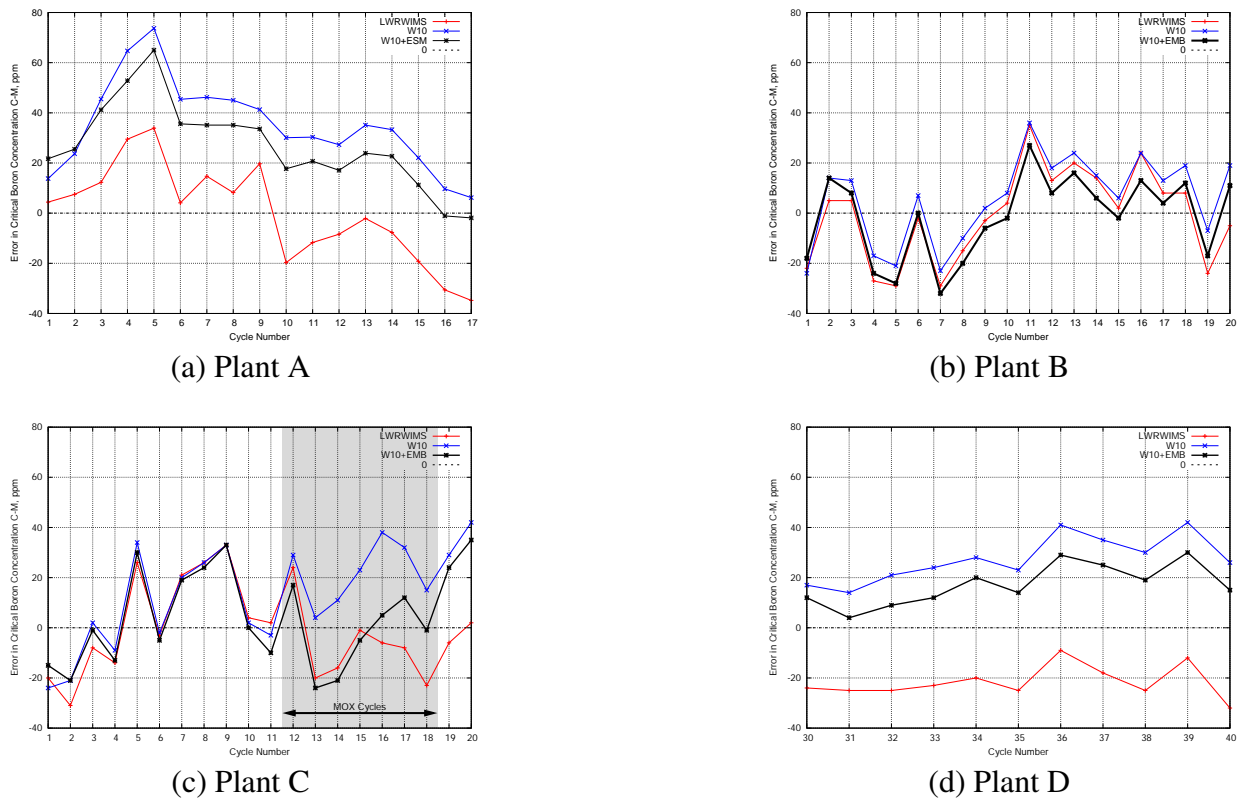 80
60
40
20
0
-20
-40
Error in Critical Boron Concentration C-M, ppm
LWRWIMS
W10
W10+ESM
0
1 2 3 4 5 6 7 8 9 10 11 12 13 14 15 16 17
Cycle Number
(a) Plant A
80
60
40
20
0
-20
-40
Error in Critical Boron Concentration C-M, ppm
LWRWIMS
W10
W10+EMB
0
1 2 3 4 5 6 7 8 9 10 11 12 13 14 15 16 17 18 19 20
Cycle Number
(b) Plant B
80
60
40
20
0
-20
-40
Error in Critical Boron Concentration C-M, ppm
LWRWIMS
W10
W10+EMB
0
MOX Cycles
1 2 3 4 5 6 7 8 9 10 11 12 13 14 15 16 17 18 19 20
Cycle Number
(c) Plant C
80
60
40
20
0
-20
-40
Error in Critical Boron Concentration C-M, ppm
LWRWIMS
W10
W10+EMB
0
30 31 32 33 34 35 36 37 38 39 40
Cycle Number
(d) Plant D